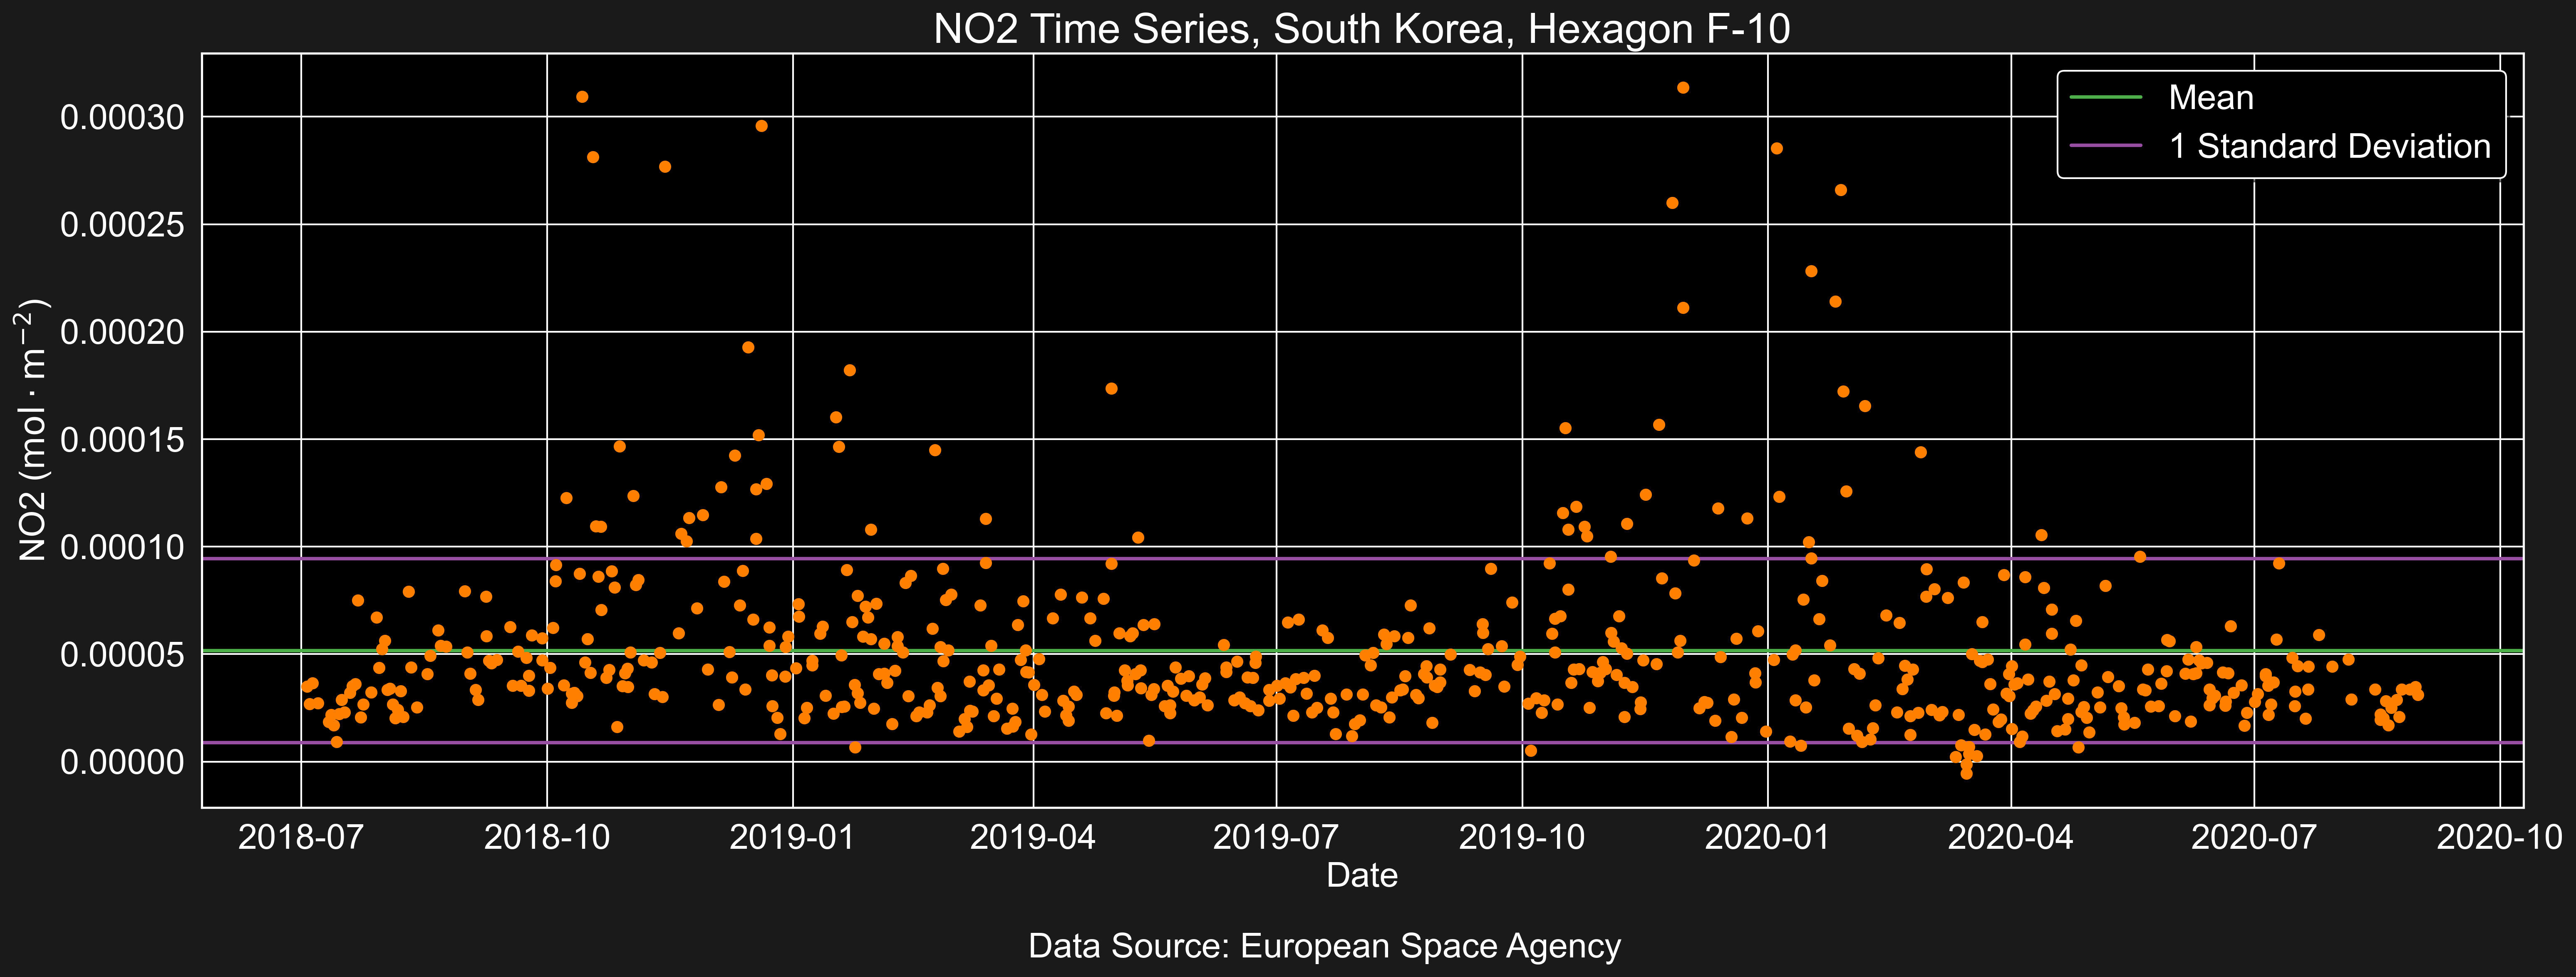 NO2 Time Series, South Korea, Hexagon F-10
Mean
1 Standard Deviation
NO2 (mol · m⁻²)
0.00030
0.00025
0.00020
0.00015
0.00010
0.00005
0.00000
2018-07 2018-10 2019-01 2019-04 2019-07 2019-10 2020-01 2020-04 2020-07 2020-10
Date
Data Source: European Space Agency